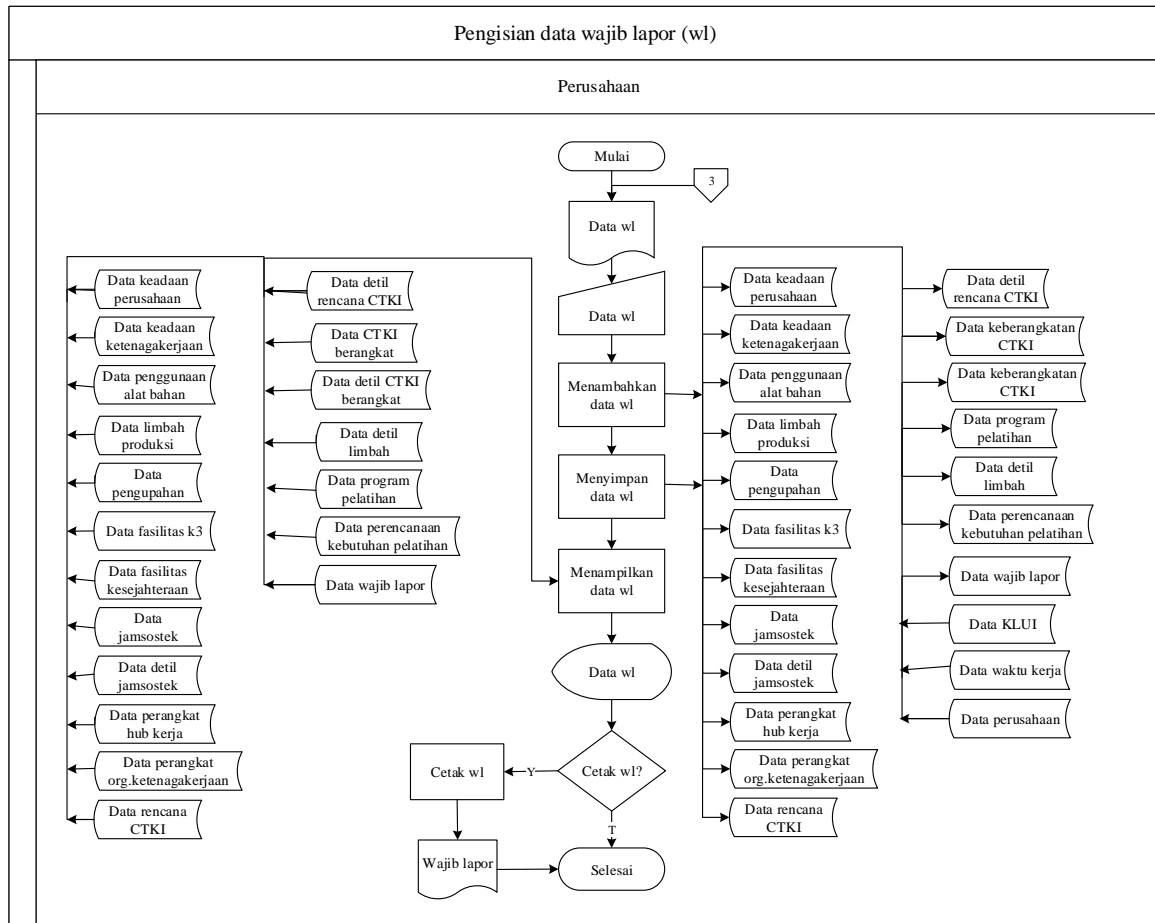 Pengisian data wajib lapor (wl)
Perusahaan
Mulai
3
Data wl
Data wl
Menambahkan
data wl
Menyimpan
data wl
Menampilkan
data wl
Data wl
Cetak wl?
Y
T
Cetak wl
Wajib lapor
Selesai
Data keadaan
perusahaan
Data keadaan
ketenagakerjaan
Data penggunaan
alat bahan
Data limbah
produksi
Data
pengupahan
Data fasilitas k3
Data fasilitas
kesejahteraan
Data
jamsostek
Data detil
jamsostek
Data perangkat
hub kerja
Data perangkat
org.ketenagakerjaan
Data rencana
CTKI
Data detil
rencana CTKI
Data CTKI
berangkat
Data detil CTKI
berangkat
Data detil
limbah
Data program
pelatihan
Data perencanaan
kebutuhan pelatihan
Data wajib lapor
Data keadaan
perusahaan
Data keadaan
ketenagakerjaan
Data penggunaan
alat bahan
Data limbah
produksi
Data
pengupahan
Data fasilitas k3
Data fasilitas
kesejahteraan
Data
jamsostek
Data detil
jamsostek
Data perangkat
hub kerja
Data perangkat
org.ketenagakerjaan
Data rencana
CTKI
Data detil
rencana CTKI
Data keberangkatan
CTKI
Data keberangkatan
CTKI
Data program
pelatihan
Data detil
limbah
Data perencanaan
kebutuhan pelatihan
Data wajib lapor
Data KLUI
Data waktu kerja
Data perusahaan